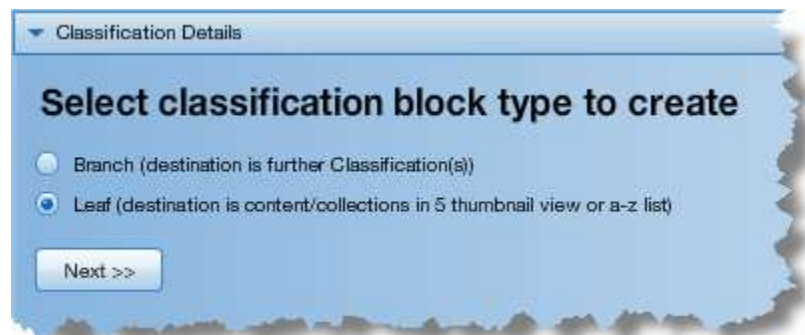 Classification Details
Select classification block type to create
Branch (destination is further Classification(s))
Leaf (destination is content/collections in 5 thumbnail view or a-z list)
Next >>